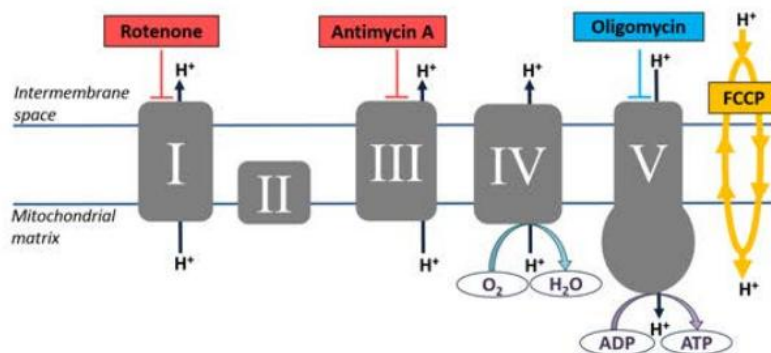 Rotenone
Antimycin A
Oligomycin
H⁺
H⁺
H⁺
H⁺
H⁺
H⁺
Intermembrane
space
FCCP
I
II
III
IV
V
Mitochondrial
matrix
H⁺
H⁺
H⁺
O₂
H₂O
H⁺
H⁺
ADP
ATP